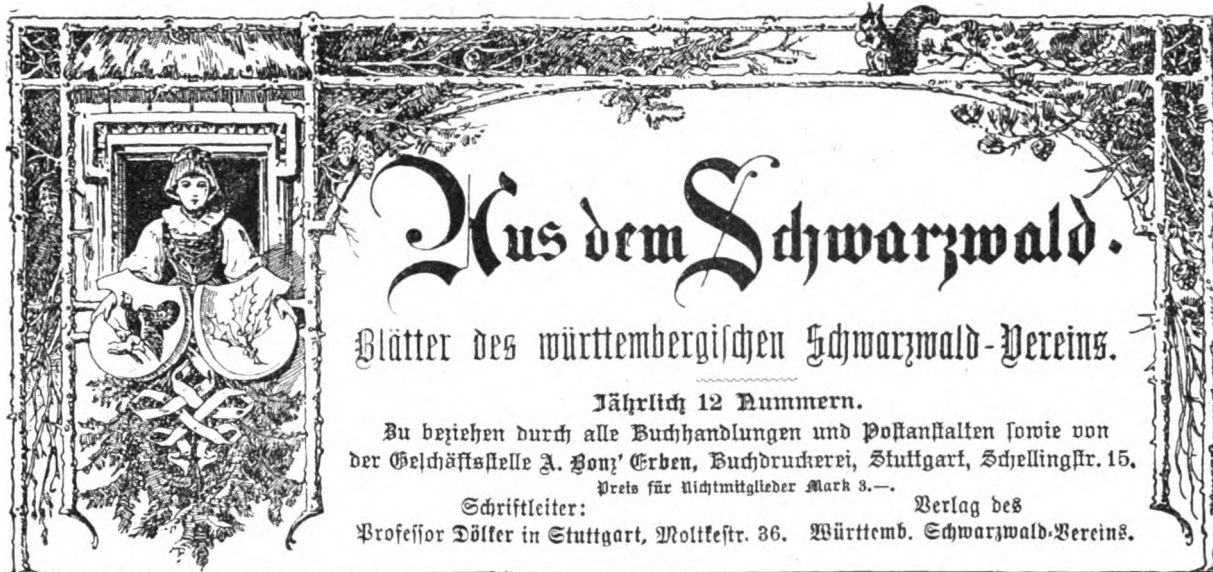 Aus dem Schwarzwald.
Blätter des württembergischen Schwarzwald-Vereins.
Jährlich 12 Nummern.
Zu beziehen durch alle Buchhandlungen und Postanstalten sowie von
der Geschäftsstelle A. Bonz' Erben, Buchdruckerei, Stuttgart, Schellingstr. 15.
Preis für Nichtmitglieder Mark 3.—.
Schriftleiter:
Professor Dölker in Stuttgart, Moltkestr. 36.
Verlag des
Württemb. Schwarzwald-Vereins.